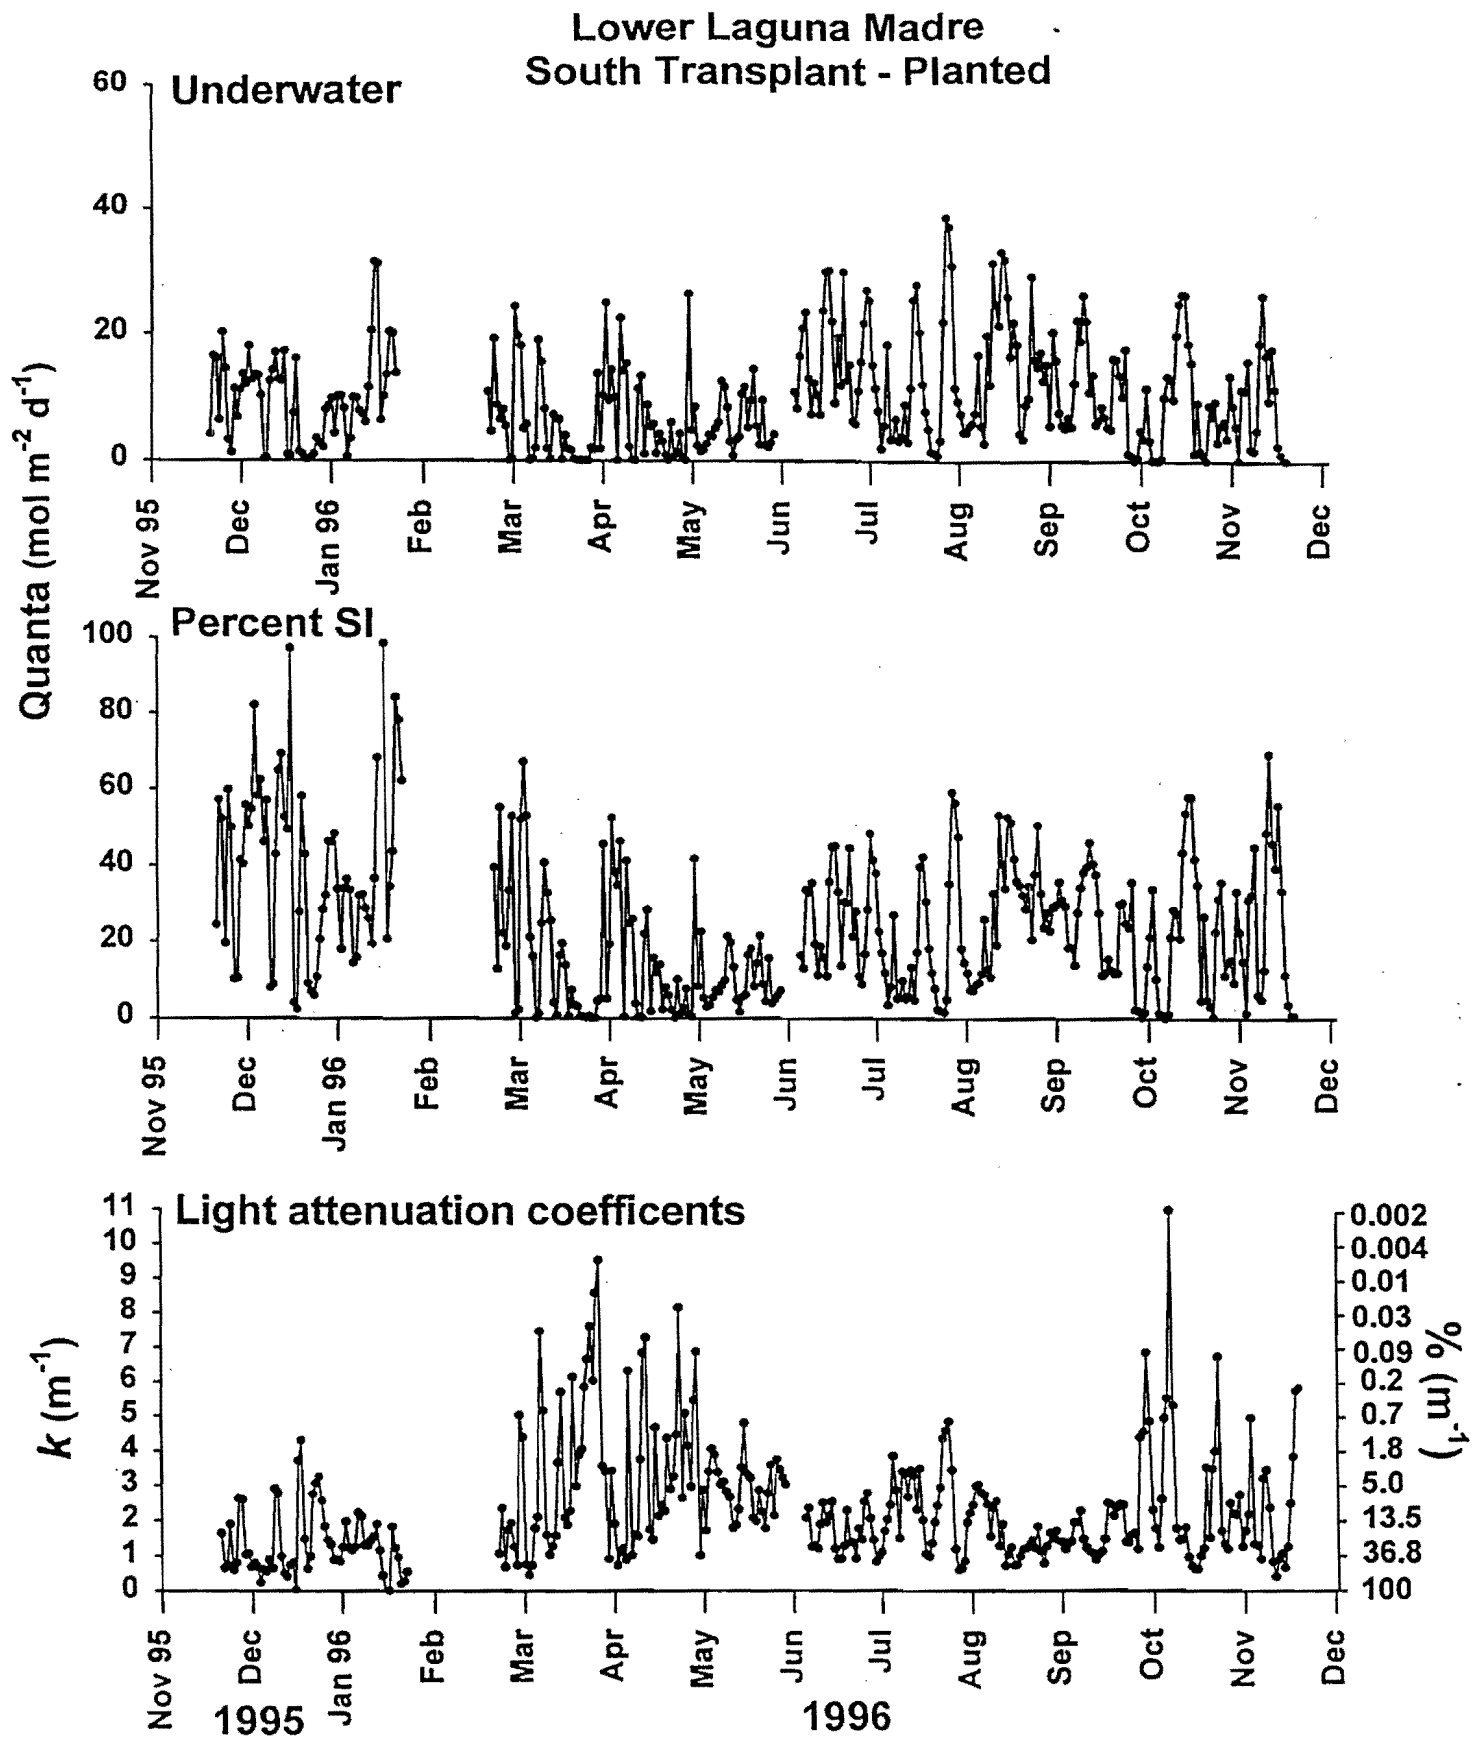 Lower Laguna Madre
South Transplant - Planted
Underwater
60
40
20
0
Nov 95
Dec
Jan 96
Feb
Mar
Apr
May
Jun
Jul
Aug
Sep
Oct
Nov
Dec
Quanta (mol m⁻² d⁻¹)
Percent SI
100
80
60
40
20
0
Nov 95
Dec
Jan 96
Feb
Mar
Apr
May
Jun
Jul
Aug
Sep
Oct
Nov
Dec
Light attenuation coefficents
11
10
9
8
7
6
5
4
3
2
1
0
k (m⁻¹)
0.002
0.004
0.01
0.03
0.09
0.2
0.7
1.8
5.0
13.5
36.8
100
% (m⁻¹)
Nov 95
Dec
Jan 96
Feb
Mar
Apr
May
Jun
Jul
Aug
Sep
Oct
Nov
Dec
1995
1996